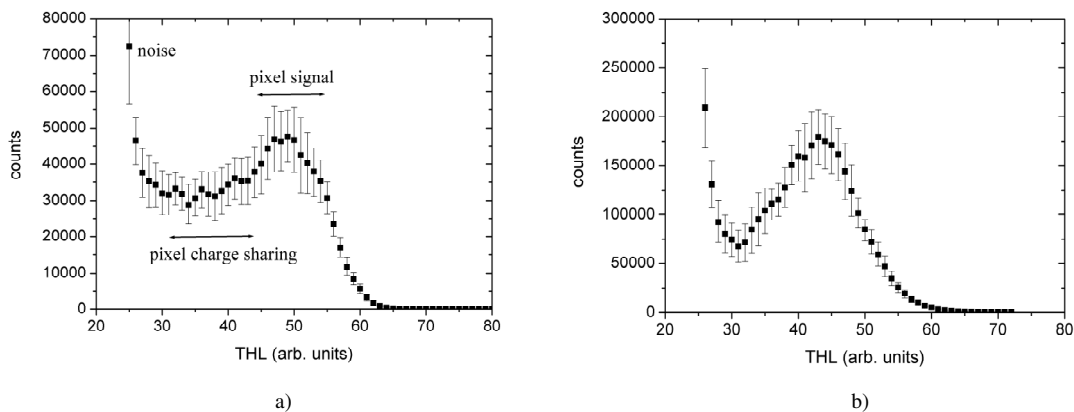 80000
70000
60000
50000
40000
30000
20000
10000
0
counts
noise
pixel signal
pixel charge sharing
20 30 40 50 60 70 80
THL (arb. units)
a)
300000
250000
200000
150000
100000
50000
0
counts
20 30 40 50 60 70 80
THL (arb. units)
b)